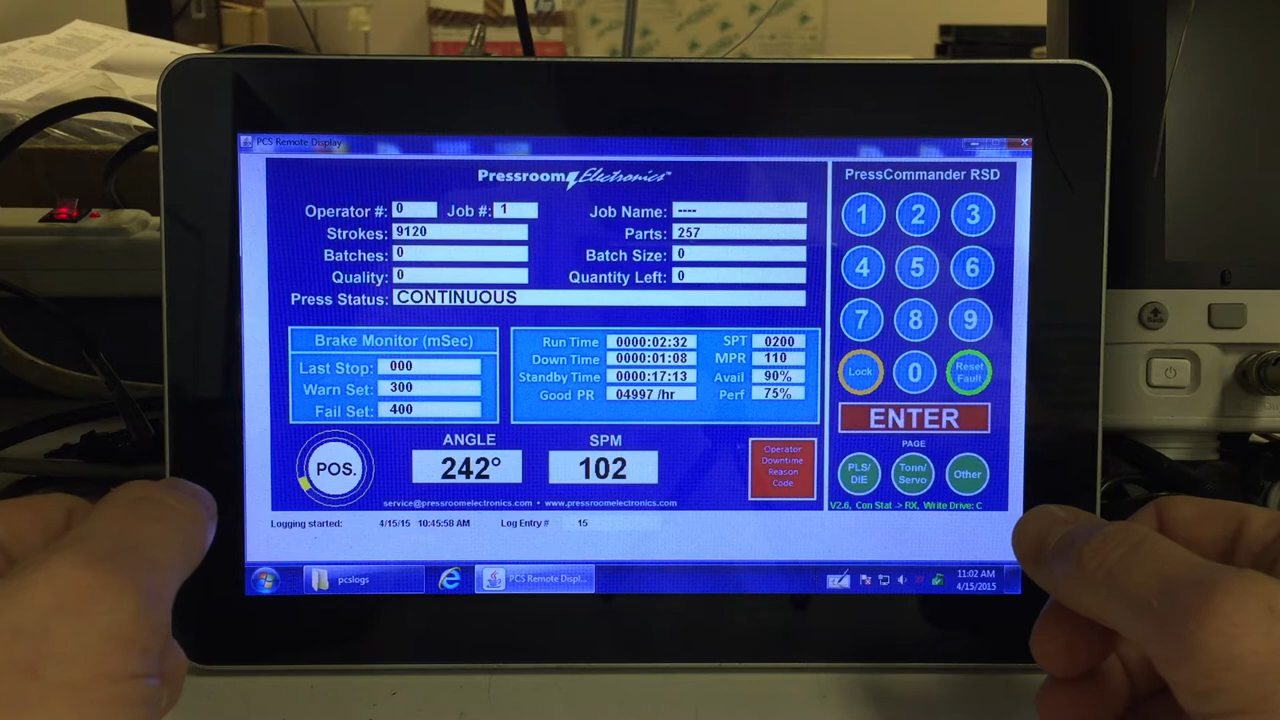 PCS Remote Display
Pressroom Electronics™
PressCommander RSD
Operator #: 0 Job #: 1 Job Name: ----
Strokes: 9120 Parts: 257
Batches: 0 Batch Size: 0
Quality: 0 Quantity Left: 0
Press Status: CONTINUOUS
Brake Monitor (mSec)
Last Stop: 000
Warn Set: 300
Fail Set: 400
Run Time 0000:02:32 SPT 0200
Down Time 0000:01:08 MPR 110
Standby Time 0000:17:13 Avail 90%
Good PR 04997 /hr Perf 75%
POS.
ANGLE
242°
SPM
102
Operator
Downtime
Reason
Code
service@pressroomelectronics.com • www.pressroomelectronics.com
1 2 3
4 5 6
7 8 9
Lock 0 Reset
Fault
ENTER
PAGE
PLS/
DIE
Tonn/
Servo
Other
V2.6, Con Stat -> RX, Write Drive: C
Logging started: 4/15/15 10:45:58 AM Log Entry # 15
pcslogs
PCS Remote Displ...
11:02 AM
4/15/2015
Back